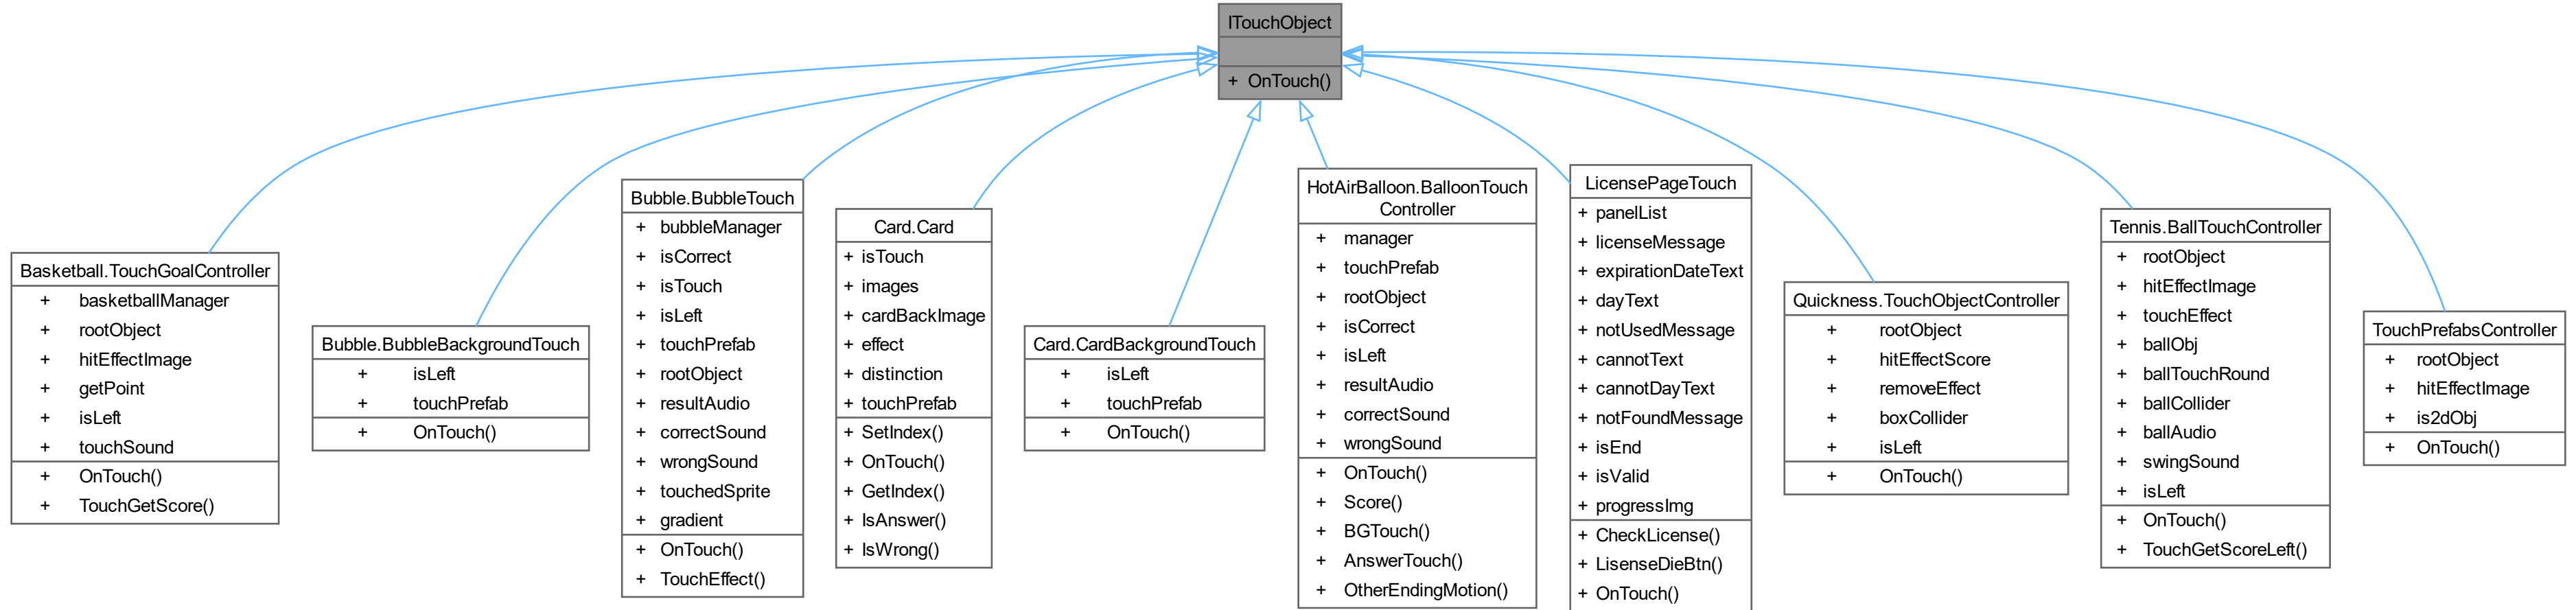 ITouchObject
+ OnTouch()
Basketball.TouchGoalController
+ basketballManager
+ rootObject
+ hitEffectImage
+ getPoint
+ isLeft
+ touchSound
+ OnTouch()
+ TouchGetScore()
Bubble.BubbleBackgroundTouch
+ isLeft
+ touchPrefab
+ OnTouch()
Bubble.BubbleTouch
+ bubbleManager
+ isCorrect
+ isTouch
+ isLeft
+ touchPrefab
+ rootObject
+ resultAudio
+ correctSound
+ wrongSound
+ touchedSprite
+ gradient
+ OnTouch()
+ TouchEffect()
Card.Card
+ isTouch
+ images
+ cardBackImage
+ effect
+ distinction
+ touchPrefab
+ SetIndex()
+ OnTouch()
+ GetIndex()
+ IsAnswer()
+ IsWrong()
Card.CardBackgroundTouch
+ isLeft
+ touchPrefab
+ OnTouch()
HotAirBalloon.BalloonTouch
Controller
+ manager
+ touchPrefab
+ rootObject
+ isCorrect
+ isLeft
+ resultAudio
+ correctSound
+ wrongSound
+ OnTouch()
+ Score()
+ BGTouch()
+ AnswerTouch()
+ OtherEndingMotion()
LicensePageTouch
+ panelList
+ licenseMessage
+ expirationDateText
+ dayText
+ notUsedMessage
+ cannotText
+ cannotDayText
+ notFoundMessage
+ isEnd
+ isValid
+ progressImg
+ CheckLicense()
+ LisenseDieBtn()
+ OnTouch()
Quickness.TouchObjectController
+ rootObject
+ hitEffectScore
+ removeEffect
+ boxCollider
+ isLeft
+ OnTouch()
Tennis.BallTouchController
+ rootObject
+ hitEffectImage
+ touchEffect
+ ballObj
+ ballTouchRound
+ ballCollider
+ ballAudio
+ swingSound
+ isLeft
+ OnTouch()
+ TouchGetScoreLeft()
TouchPrefabsController
+ rootObject
+ hitEffectImage
+ is2dObj
+ OnTouch()